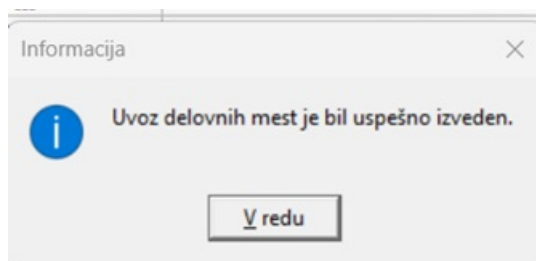 Informacija
Uvoz delovnih mest je bil uspešno izveden.
V redu